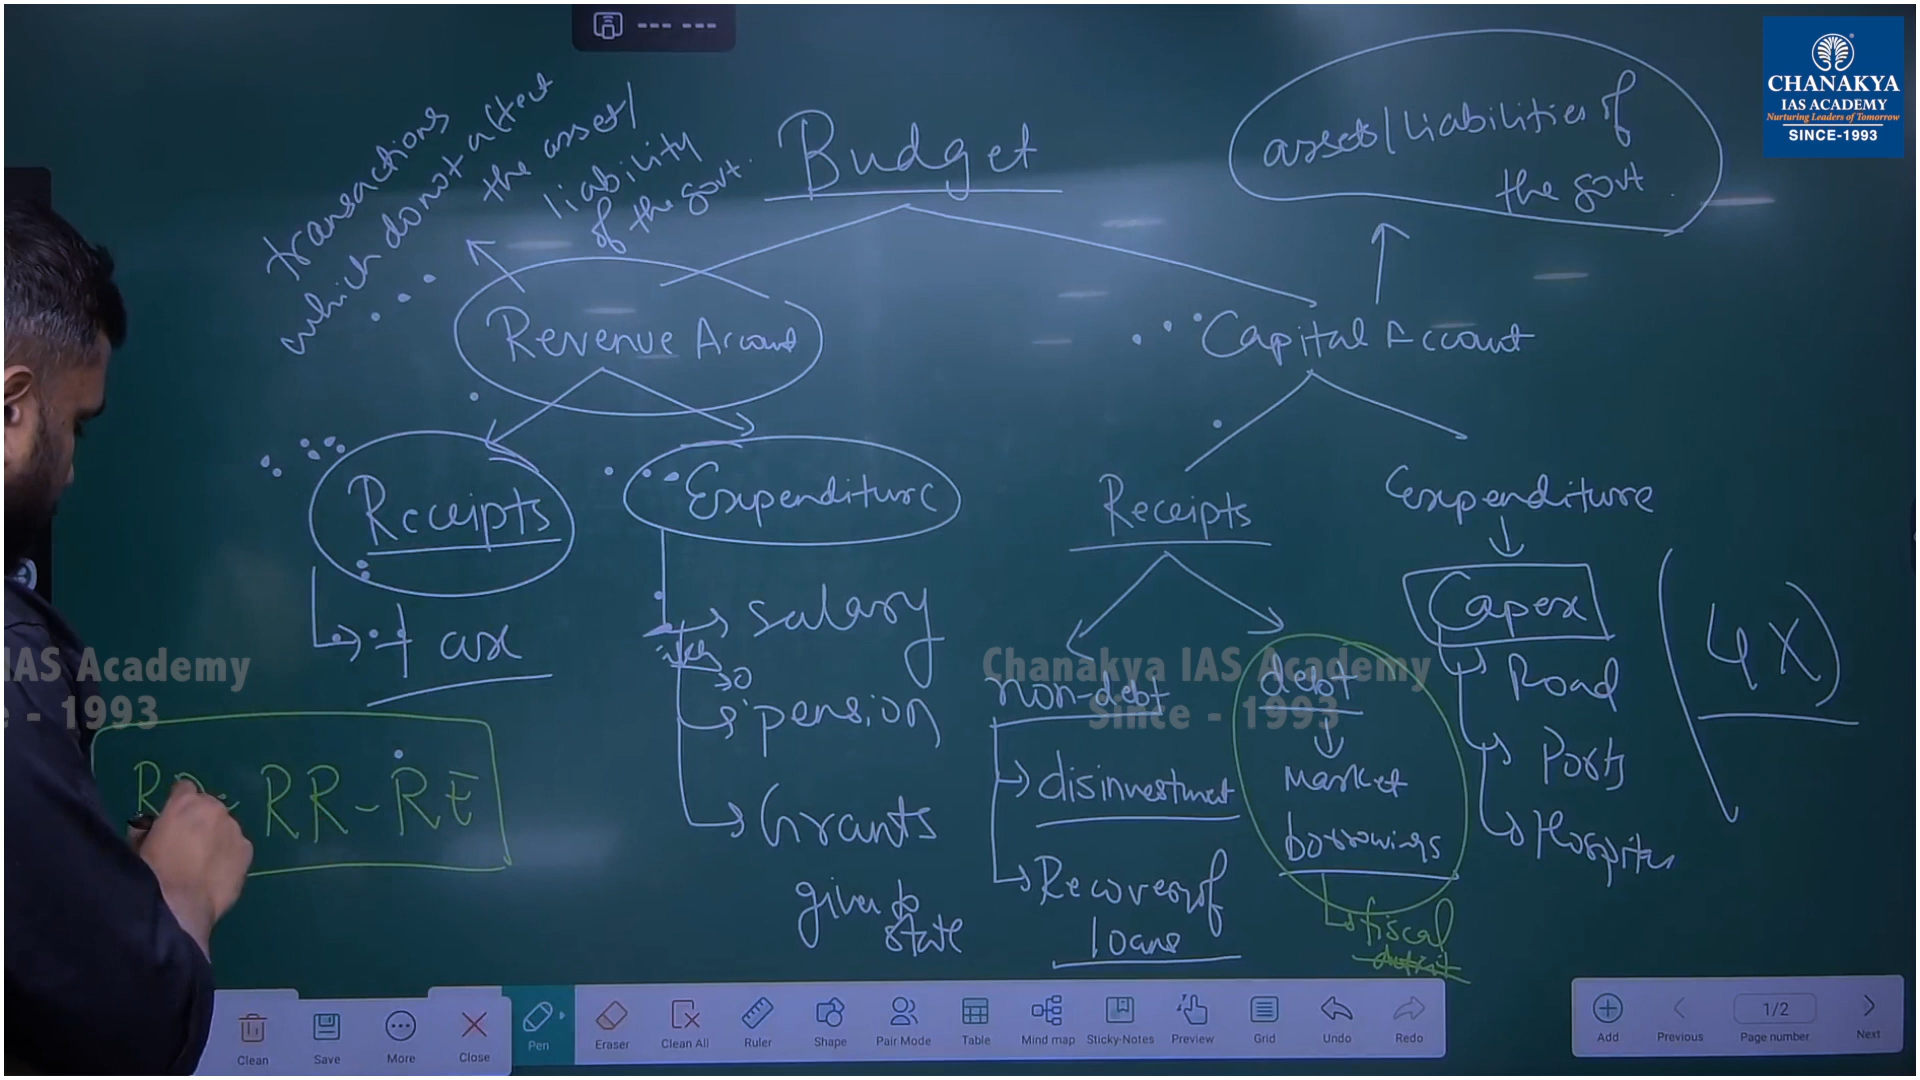 CHANAKYA
IAS ACADEMY
Nurturing Leaders of Tomorrow
SINCE-1993
Budget
transactions
which do not affect
the asset/
liability
of the govt.
assets/liabilities of
the govt.
Revenue Account
Capital Account
Receipts
Expenditure
Receipts
Expenditure
tax
salary
pension
Grants
given to
state
non-debt
disinvestment
Recovery of
loans
debt
Market
borrowings
fiscal
Capex
Road
Ports
(4X)
= RR - RE
IAS Academy
e - 1993
Chanakya IAS Academy
Since - 1993
Clean
Save
More
Close
Pen
Eraser
Clean All
Ruler
Shape
Pair Mode
Table
Mind map
Sticky-Notes
Preview
Grid
Undo
Redo
Add
Previous
1/2
Page number
Next